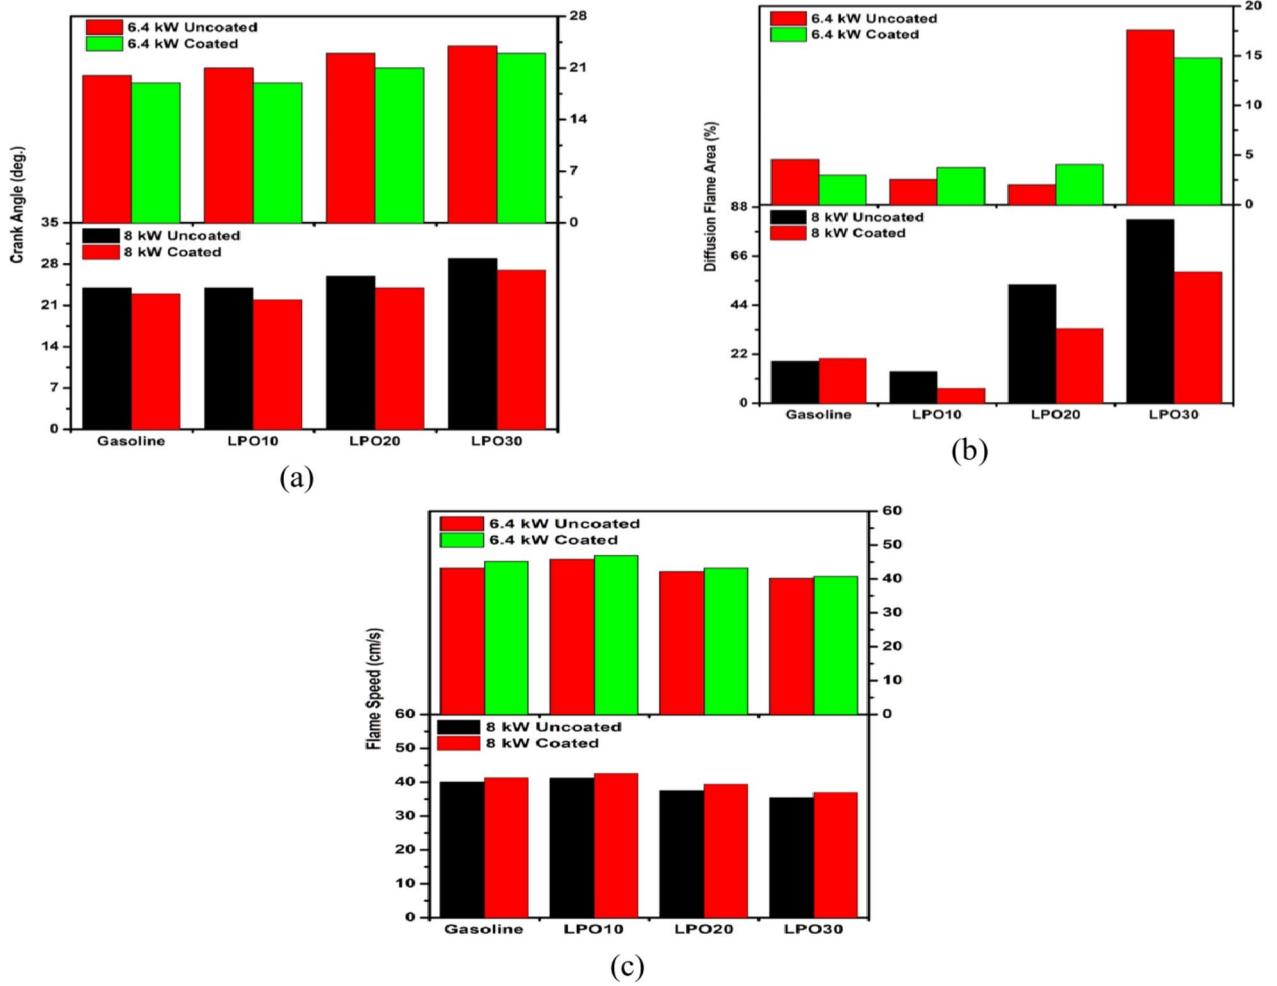 6.4 kW Uncoated
6.4 kW Coated
28
21
14
7
0
Crank Angle (deg.)
35
28
21
14
7
0
8 kW Uncoated
8 kW Coated
Gasoline LPO10 LPO20 LPO30
(a)
6.4 kW Uncoated
6.4 kW Coated
20
15
10
5
0
Diffusion Flame Area (%)
88
66
44
22
0
8 kW Uncoated
8 kW Coated
Gasoline LPO10 LPO20 LPO30
(b)
6.4 kW Uncoated
6.4 kW Coated
60
50
40
30
20
10
0
Flame Speed (cm/s)
60
50
40
30
20
10
0
8 kW Uncoated
8 kW Coated
Gasoline LPO10 LPO20 LPO30
(c)